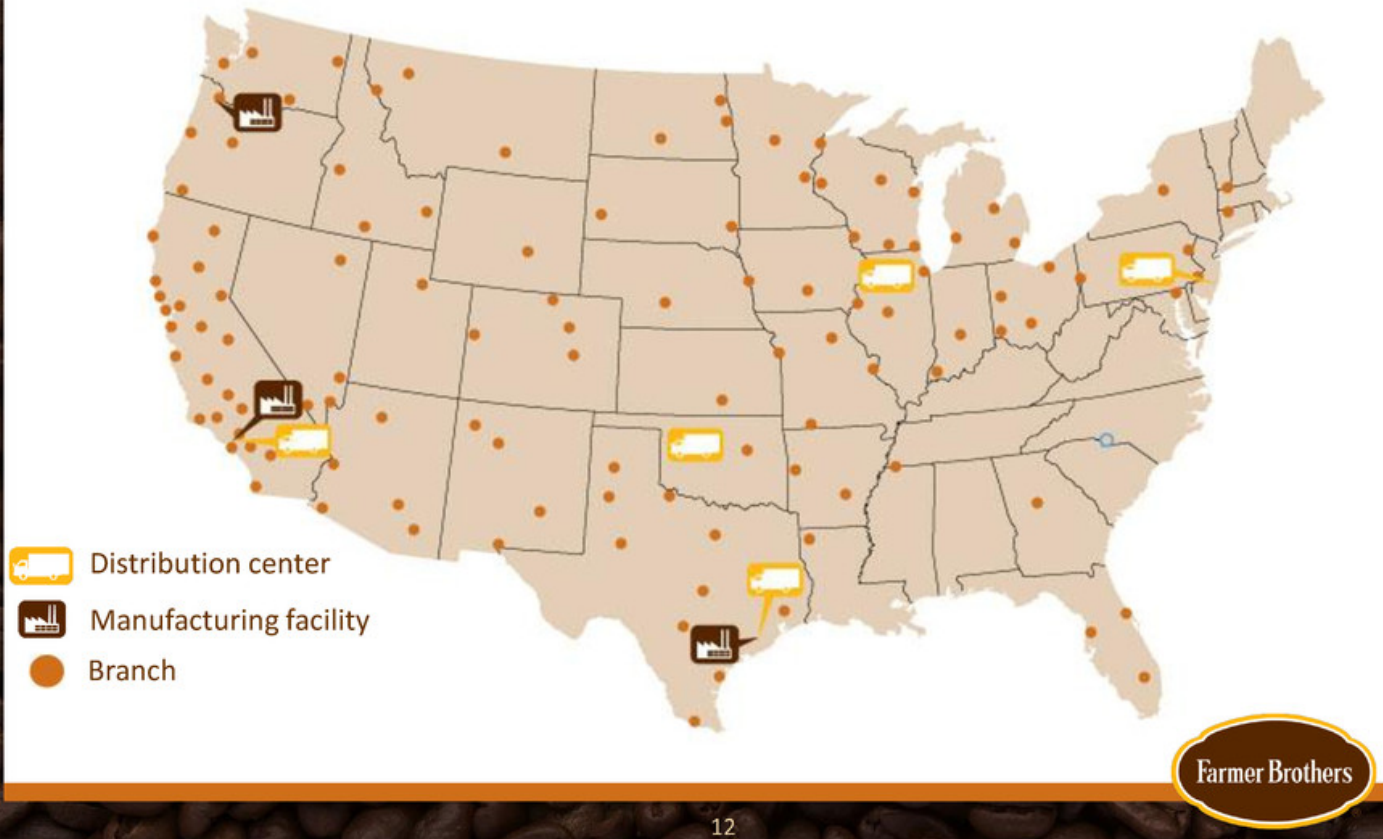 Distribution center
Manufacturing facility
Branch
Farmer Brothers
12